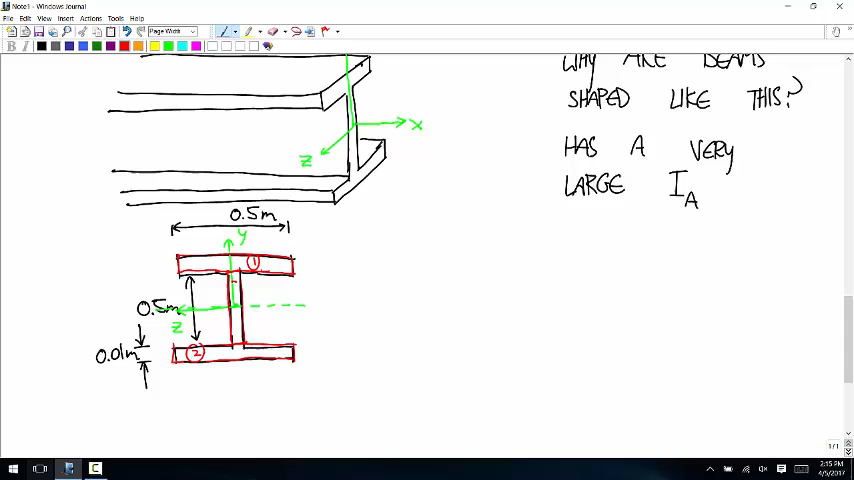 Note1 - Windows Journal
File Edit View Insert Actions Tools Help
Page Width
B I
WHY ARE BEAMS
SHAPED LIKE THIS?
HAS A VERY
LARGE I_A
X
Z
0.5m
y
1
0.5m
Z
2
0.01m
1/1
2:15 PM
4/5/2017